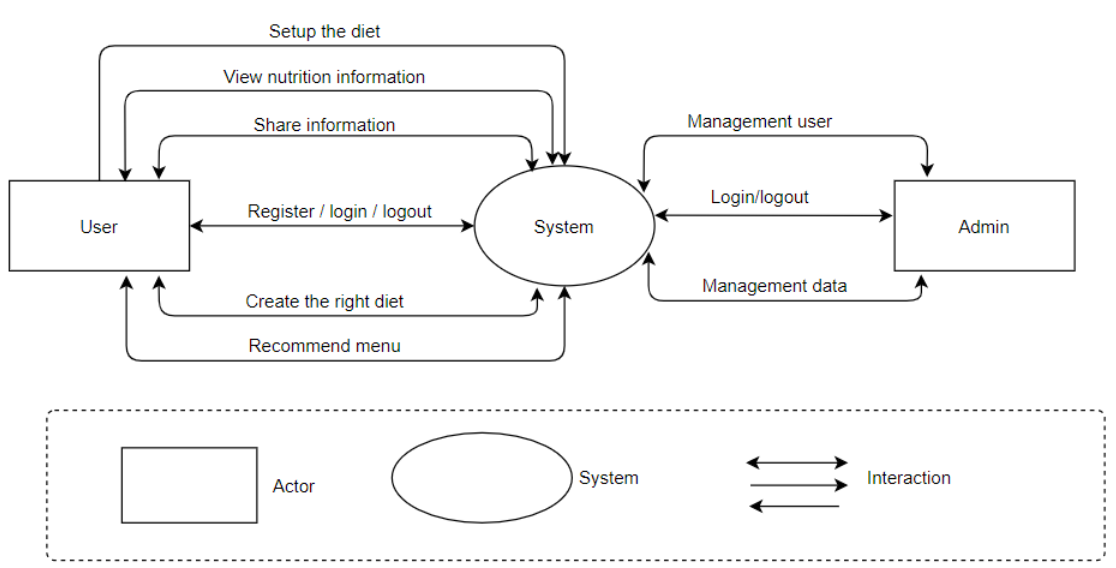 Setup the diet
View nutrition information
Share information
Management user
Register / login / logout
Login/logout
User
System
Admin
Create the right diet
Management data
Recommend menu
Actor
System
Interaction